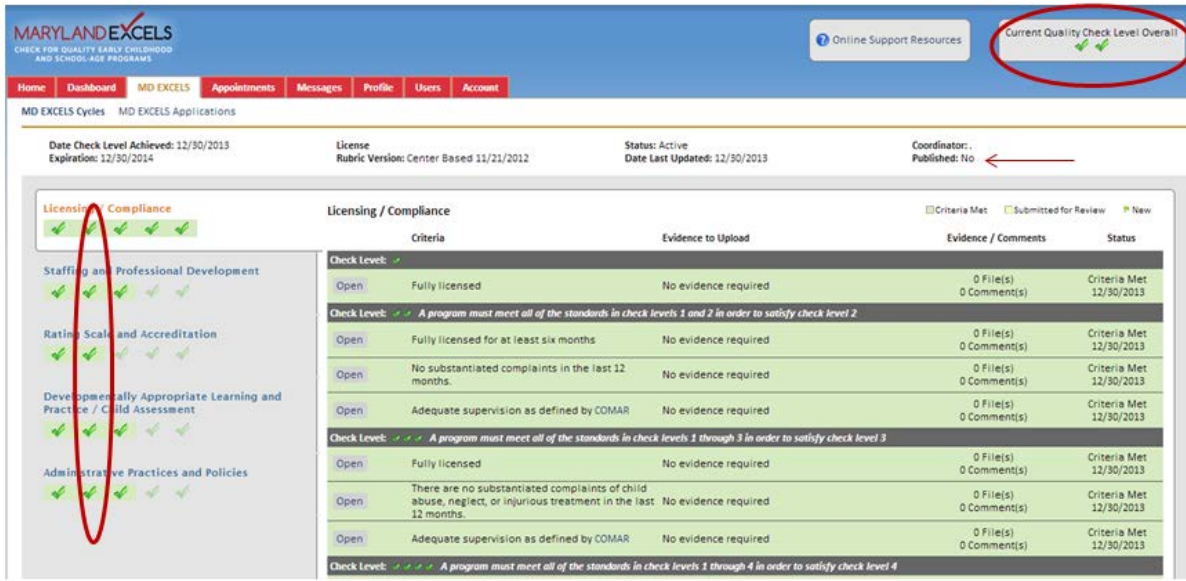 MARYLAND EXCELS
CHECK FOR QUALITY EARLY CHILDHOOD
AND SCHOOL-AGE PROGRAMS
Online Support Resources
Current Quality Check Level Overall
Home Dashboard MD EXCELS Appointments Messages Profile Users Account
MD EXCELS Cycles MD EXCELS Applications
Date Check Level Achieved: 12/30/2013 License Status: Active Coordinator: .
Expiration: 12/30/2014 Rubric Version: Center Based 11/21/2012 Date Last Updated: 12/30/2013 Published: No
Licensing / Compliance
Staffing and Professional Development
Rating Scale and Accreditation
Developmentally Appropriate Learning and
Practice / Child Assessment
Administrative Practices and Policies
Licensing / Compliance Criteria Met Submitted for Review New
Criteria Evidence to Upload Evidence / Comments Status
Check Level:
Open Fully licensed No evidence required 0 File(s) Criteria Met
0 Comment(s) 12/30/2013
Check Level: A program must meet all of the standards in check levels 1 and 2 in order to satisfy check level 2
Open Fully licensed for at least six months No evidence required 0 File(s) Criteria Met
0 Comment(s) 12/30/2013
Open No substantiated complaints in the last 12 No evidence required 0 File(s) Criteria Met
months. 0 Comment(s) 12/30/2013
Open Adequate supervision as defined by COMAR No evidence required 0 File(s) Criteria Met
0 Comment(s) 12/30/2013
Check Level: A program must meet all of the standards in check levels 1 through 3 in order to satisfy check level 3
Open Fully licensed No evidence required 0 File(s) Criteria Met
0 Comment(s) 12/30/2013
There are no substantiated complaints of child
Open abuse, neglect, or injurious treatment in the last No evidence required 0 File(s) Criteria Met
12 months. 0 Comment(s) 12/30/2013
Open Adequate supervision as defined by COMAR No evidence required 0 File(s) Criteria Met
0 Comment(s) 12/30/2013
Check Level: A program must meet all of the standards in check levels 1 through 4 in order to satisfy check level 4